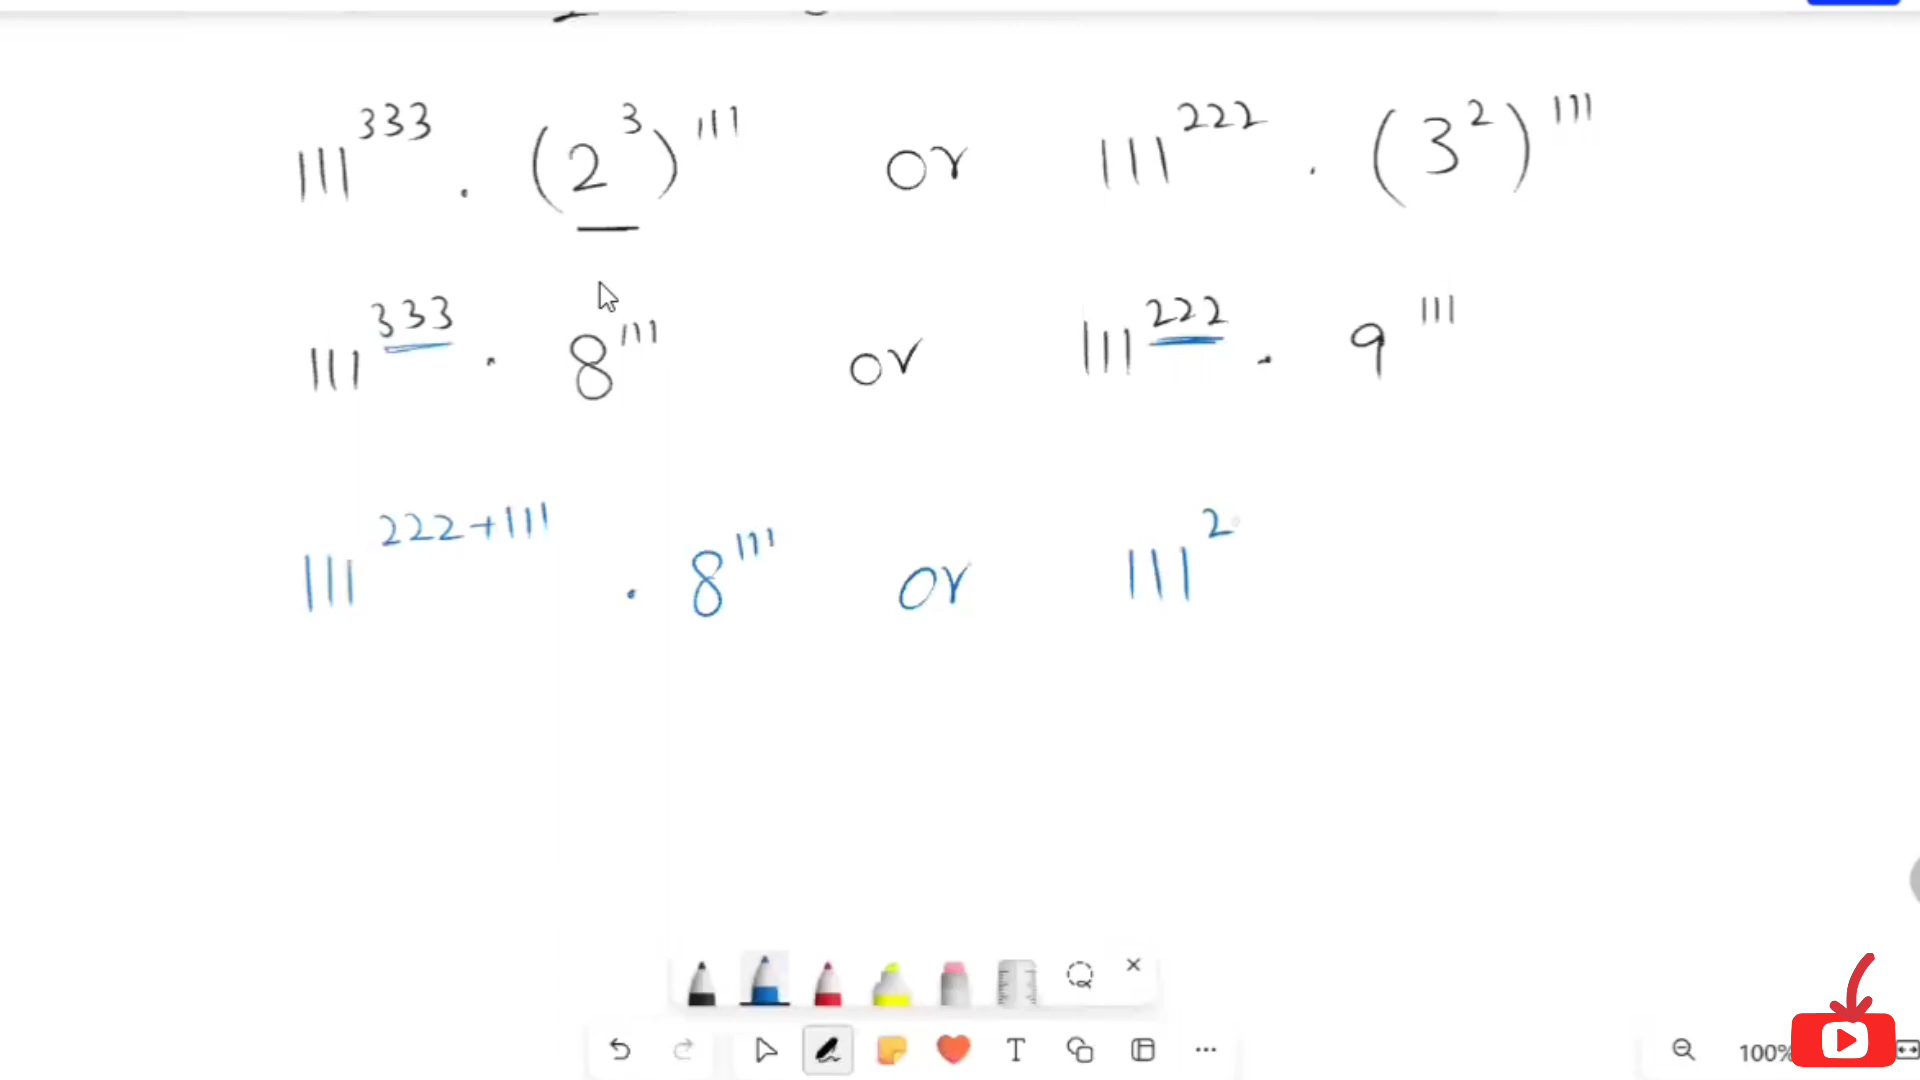 111^333 . (2^3)^111 or 111^222 . (3^2)^111
111^333 . 8^111 or 111^222 . 9^111
111^222+111 . 8^111 or 111^2
T
100%